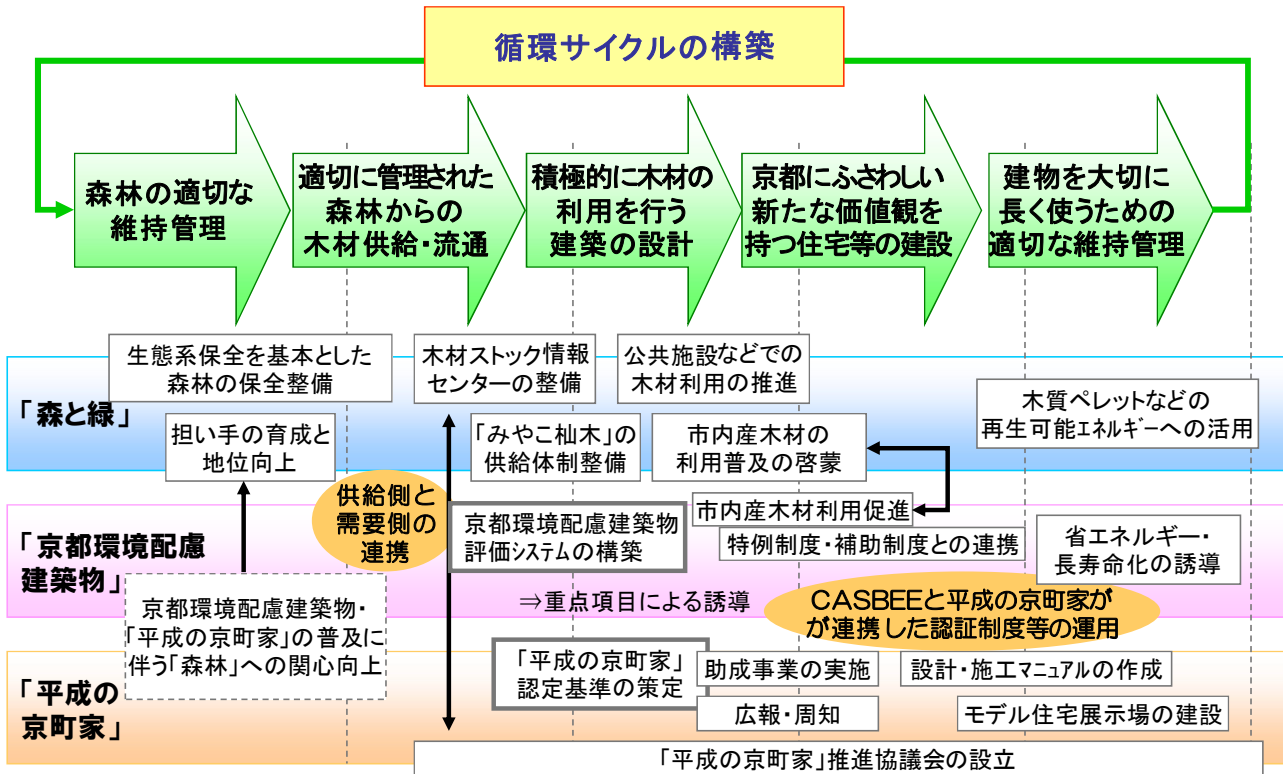 循環サイクルの構築
森林の適切な
維持管理
適切に管理された
森林からの
木材供給・流通
積極的に木材の
利用を行う
建築の設計
京都にふさわしい
新たな価値観を
持つ住宅等の建設
建物を大切に
長く使うための
適切な維持管理
「森と緑」
生態系保全を基本とした
森林の保全整備
木材ストック情報
センターの整備
公共施設などでの
木材利用の推進
木質ペレットなどの
再生可能エネルギーへの活用
担い手の育成と
地位向上
「みやこ杣木」の
供給体制整備
市内産木材の
利用普及の啓蒙
供給側と
需要側の
連携
「京都環境配慮
建築物」
京都環境配慮建築物
評価システムの構築
市内産木材利用促進
特例制度・補助制度との連携
省エネルギー・
長寿命化の誘導
⇒重点項目による誘導
CASBEEと平成の京町家が
が連携した認証制度等の運用
京都環境配慮建築物・
「平成の京町家」の普及に
伴う「森林」への関心向上
「平成の
京町家」
「平成の京町家」
認定基準の策定
助成事業の実施
設計・施工マニュアルの作成
広報・周知
モデル住宅展示場の建設
「平成の京町家」推進協議会の設立